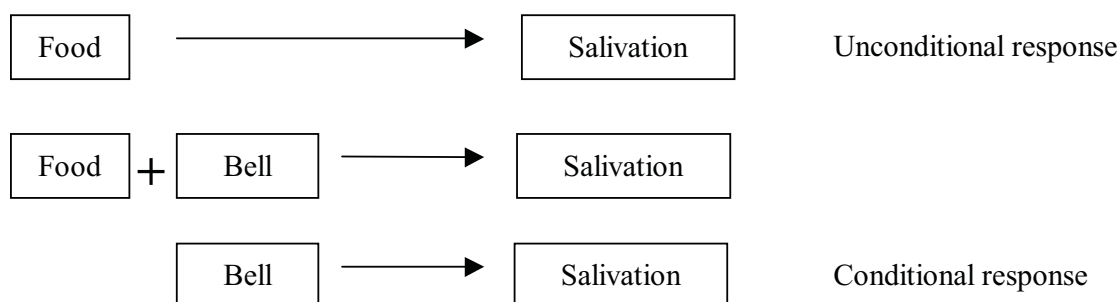 Food Salivation Unconditional response
Food + Bell Salivation
Bell Salivation Conditional response